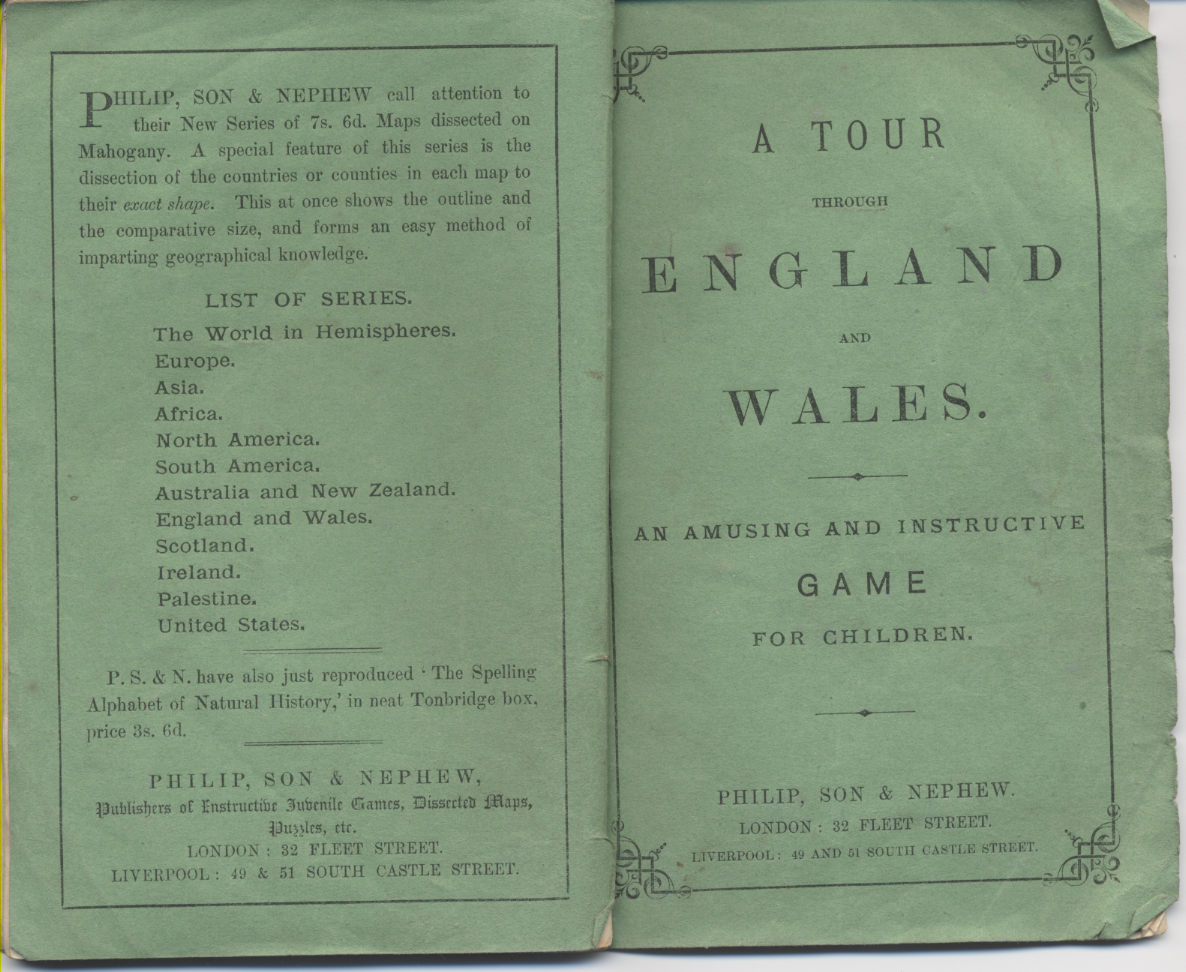 PHILIP, SON & NEPHEW call attention to
their New Series of 7s. 6d. Maps dissected on
Mahogany. A special feature of this series is the
dissection of the countries or counties in each map to
their exact shape. This at once shows the outline and
the comparative size, and forms an easy method of
imparting geographical knowledge.
LIST OF SERIES.
The World in Hemispheres.
Europe.
Asia.
Africa.
North America.
South America.
Australia and New Zealand.
England and Wales.
Scotland.
Ireland.
Palestine.
United States.
P. S. & N. have also just reproduced ‘The Spelling
Alphabet of Natural History,’ in neat Tonbridge box,
price 3s. 6d.
PHILIP, SON & NEPHEW,
Publishers of Instructive Juvenile Games, Dissected Maps,
Puzzles, etc.
LONDON: 32 FLEET STREET.
LIVERPOOL: 49 & 51 SOUTH CASTLE STREET.
A TOUR
THROUGH
ENGLAND
AND
WALES.
AN AMUSING AND INSTRUCTIVE
GAME
FOR CHILDREN.
PHILIP, SON & NEPHEW.
LONDON: 32 FLEET STREET.
LIVERPOOL: 49 AND 51 SOUTH CASTLE STREET.